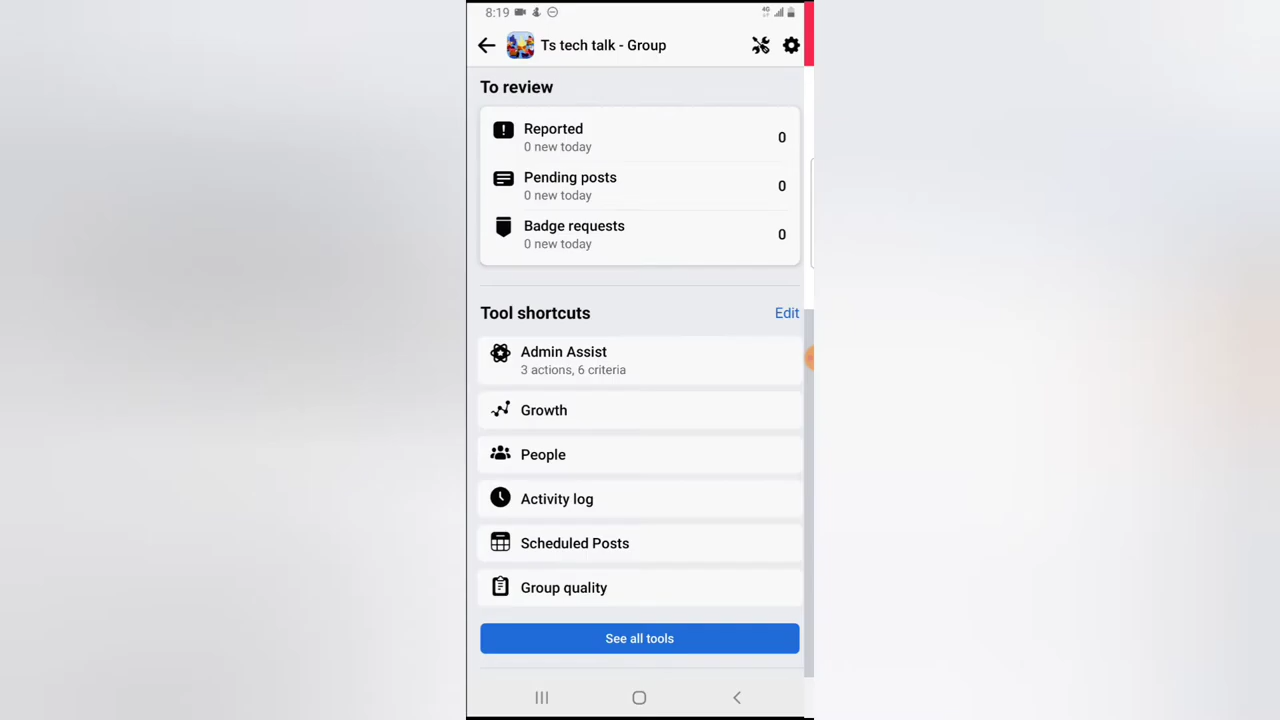 8:19
4G
Ts tech talk - Group
To review
Reported
0 new today
0
Pending posts
0 new today
0
Badge requests
0 new today
0
Tool shortcuts
Edit
Admin Assist
3 actions, 6 criteria
Growth
People
Activity log
Scheduled Posts
Group quality
See all tools